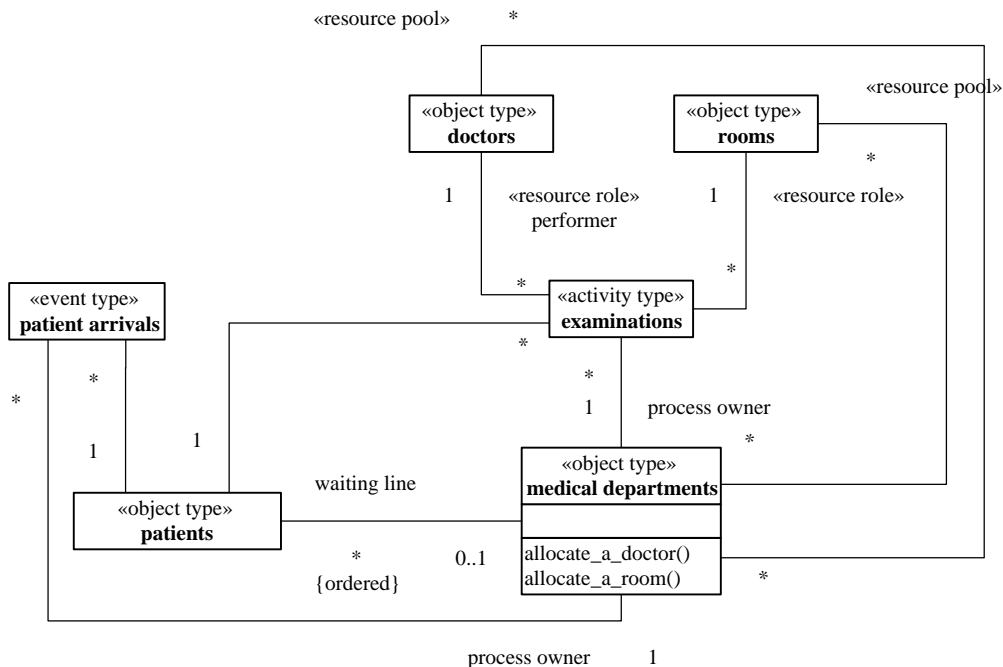 «resource pool» *
«resource pool»
«object type»
doctors
«object type»
rooms
*
1
«resource role»
performer
1
«resource role»
*
*
«event type»
patient arrivals
«activity type»
examinations
*
*
*
*
1
process owner
*
1
1
«object type»
medical departments
waiting line
«object type»
patients
*
{ordered}
0..1
allocate_a_doctor()
allocate_a_room()
*
process owner 1